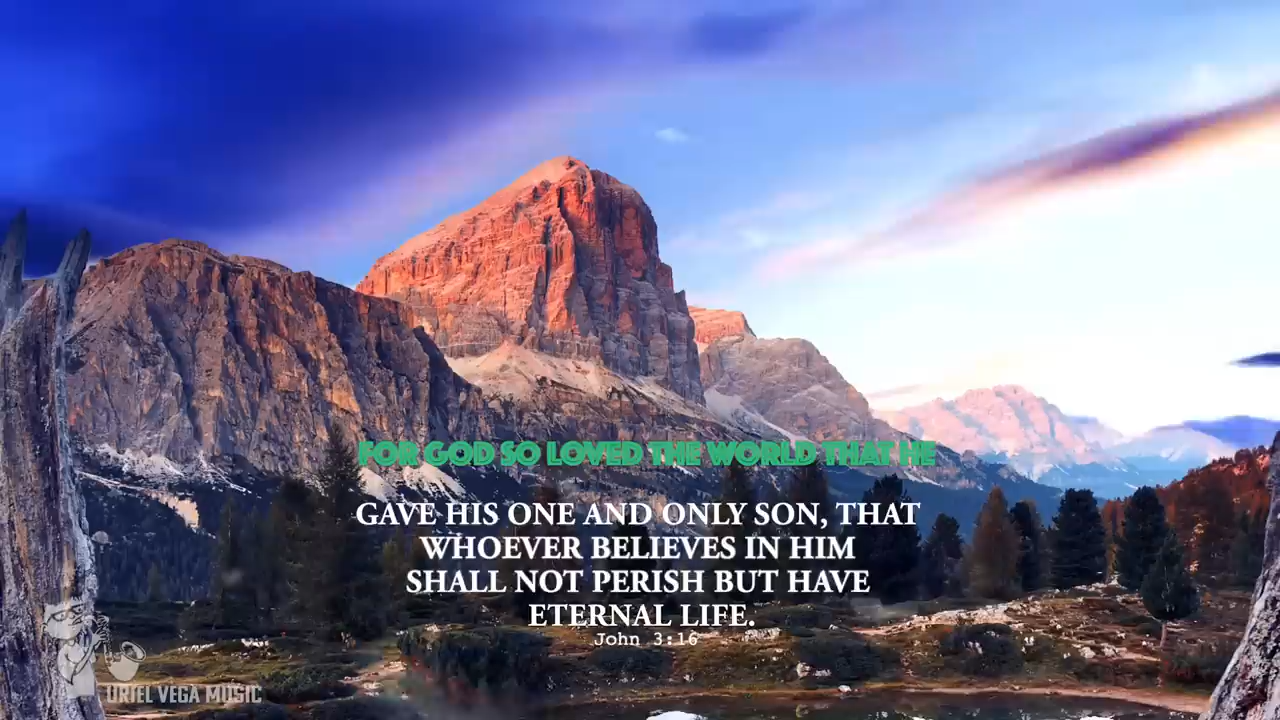 FOR GOD SO LOVED THE WORLD THAT HE
GAVE HIS ONE AND ONLY SON, THAT
WHOEVER BELIEVES IN HIM
SHALL NOT PERISH BUT HAVE
ETERNAL LIFE.
John 3:16
URIEL VEGA MUSIC